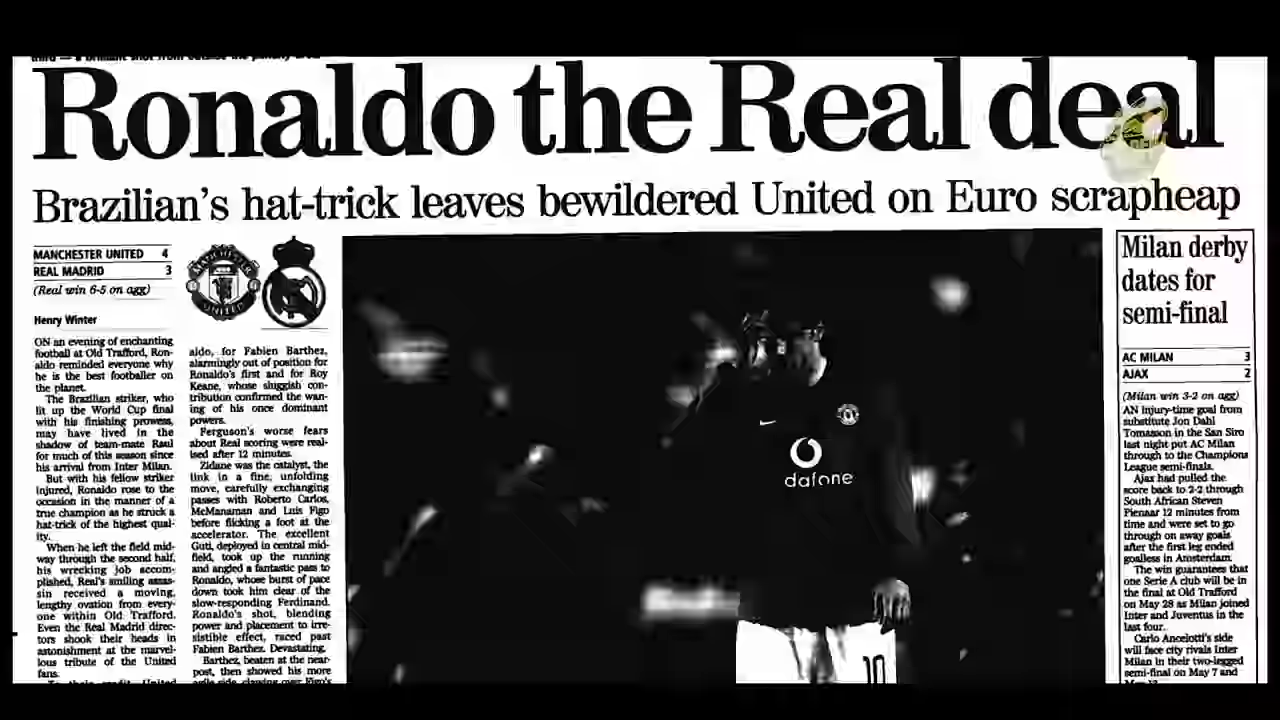 Ronaldo the Real deal
Brazilian's hat-trick leaves bewildered United on Euro scrapheap
MANCHESTER UNITED 4
REAL MADRID 3
(Real win 6-5 on agg)
MANCHESTER
UNITED
Henry Winter
ON an evening of enchanting
football at Old Trafford, Ron-
aldo reminded everyone why
he is the best footballer on
the planet.
The Brazilian striker, who
lit up the World Cup final
with his finishing prowess,
may have lived in the
shadow of team-mate Raul
for much of this season since
his arrival from Inter Milan.
But with his fellow striker
injured, Ronaldo rose to the
occasion in the manner of a
true champion as he struck a
hat-trick of the highest qual-
ity.
When he left the field mid-
way through the second half,
his wrecking job accom-
plished, Real's smiling assas-
sin received a moving,
lengthy ovation from every-
one within Old Trafford.
Even the Real Madrid direc-
tors shook their heads in
astonishment at the marvel-
lous tribute of the United
fans.
To their credit, United
aldo, for Fabien Barthez,
alarmingly out of position for
Ronaldo's first and for Roy
Keane, whose sluggish con-
tribution confirmed the wan-
ing of his once dominant
powers.
Ferguson's worse fears
about Real scoring were real-
ised after 12 minutes.
Zidane was the catalyst, the
link in a fine, unfolding
move, carefully exchanging
passes with Roberto Carlos,
McManaman and Luis Figo
before flicking a foot at the
accelerator. The excellent
Guti, deployed in central mid-
field, took up the running
and angled a fantastic pass to
Ronaldo, whose burst of pace
down took him clear of the
slow-responding Ferdinand.
Ronaldo's shot, blending
power and placement to irre-
sistible effect, raced past
Fabien Barthez. Devastating.
Barthez, beaten at the near-
post, then showed his more
agile side, clawing over Figo's
dafone
10
Milan derby
dates for
semi-final
AC MILAN 3
AJAX 2
(Milan win 3-2 on agg)
AN injury-time goal from
substitute Jon Dahl
Tomasson in the San Siro
last night put AC Milan
through to the Champions
League semi-finals.
Ajax had pulled the
score back to 2-2 through
South African Steven
Pienaar 12 minutes from
time and were set to go
through on away goals
after the first leg ended
goalless in Amsterdam.
The win guarantees that
one Serie A club will be in
the final at Old Trafford
on May 28 as Milan joined
Inter and Juventus in the
last four.
Carlo Ancelotti's side
will face city rivals Inter
Milan in their two-legged
semi-final on May 7 and